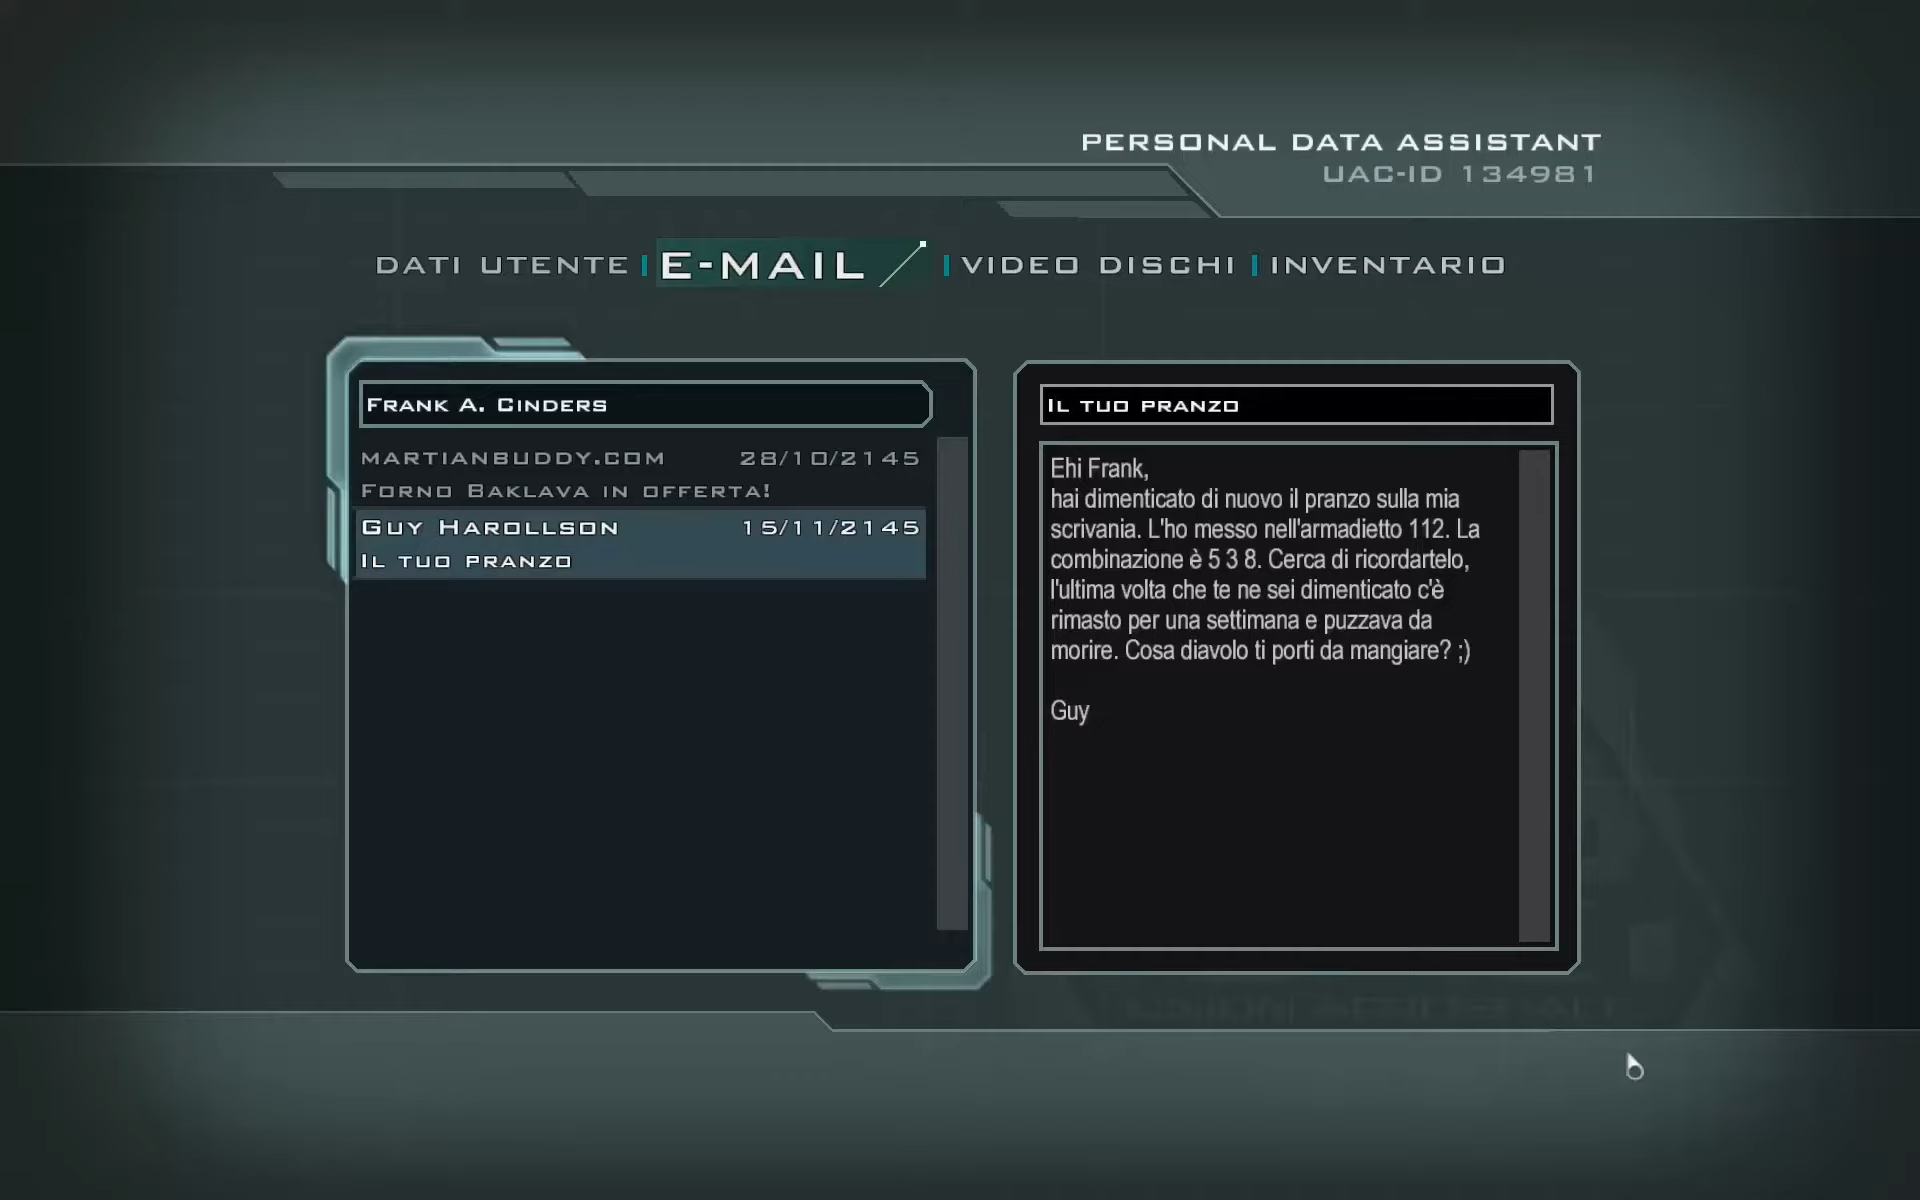 PERSONAL DATA ASSISTANT
UAC-ID 134981
DATI UTENTE
E-MAIL
VIDEO DISCHI
INVENTARIO
FRANK A. CINDERS
MARTIANBUDDY.COM 28/10/2145
FORNO BAKLAVA IN OFFERTA!
GUY HAROLLSON 15/11/2145
IL TUO PRANZO
IL TUO PRANZO
Ehi Frank,
hai dimenticato di nuovo il pranzo sulla mia
scrivania. L'ho messo nell'armadietto 112. La
combinazione è 5 3 8. Cerca di ricordartelo,
l'ultima volta che te ne sei dimenticato c'è
rimasto per una settimana e puzzava da
morire. Cosa diavolo ti porti da mangiare? ;)
Guy